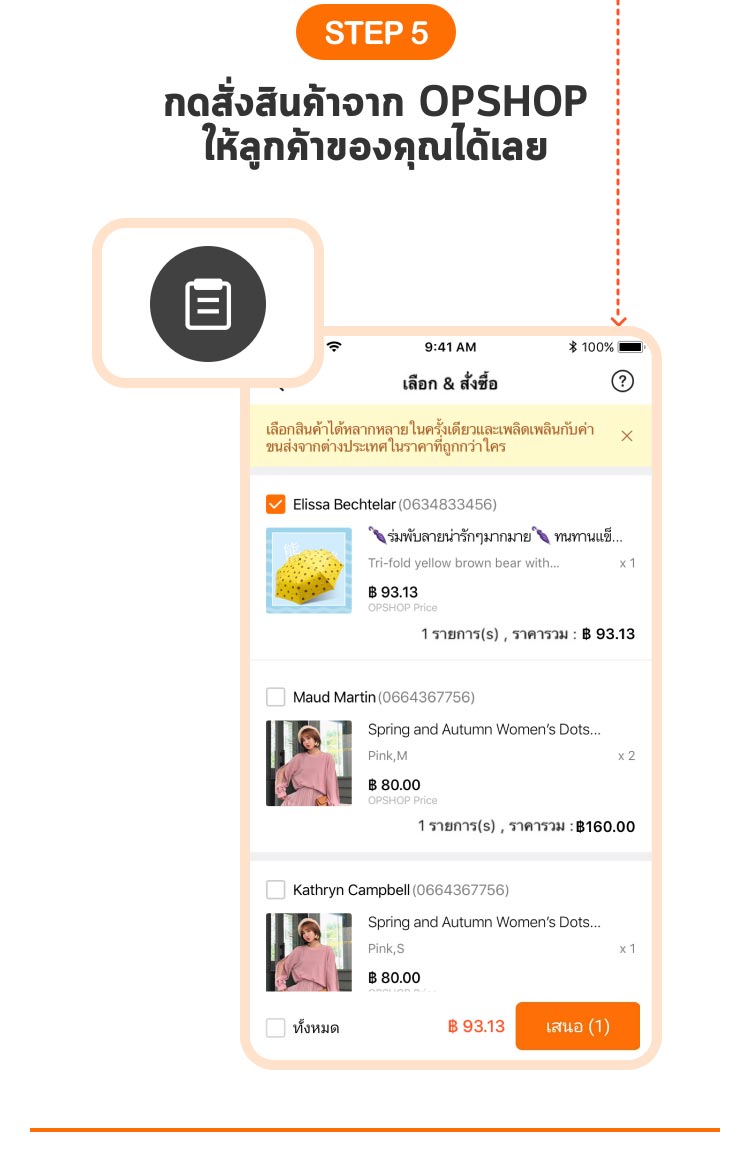 STEP 5
กดสั่งสินค้าจาก OPSHOP
ให้ลูกค้าของคุณได้เลย
9:41 AM
100%
เลือก & สั่งซื้อ
?
เลือกสินค้าได้หลากหลายในครั้งเดียวและเพลิดเพลินกับค่า
ขนส่งจากต่างประเทศในราคาที่ถูกกว่าใคร
Elissa Bechtelar (0634833456)
ร่มพับลายน่ารักๆมากมาย ทนทานแข็...
Tri-fold yellow brown bear with... x 1
฿ 93.13
OPSHOP Price
1 รายการ(s) , ราคารวม : ฿ 93.13
Maud Martin (0664367756)
Spring and Autumn Women’s Dots...
Pink,M x 2
฿ 80.00
OPSHOP Price
1 รายการ(s) , ราคารวม : ฿160.00
Kathryn Campbell (0664367756)
Spring and Autumn Women’s Dots...
Pink,S x 1
฿ 80.00
ทั้งหมด ฿ 93.13 เสนอ (1)